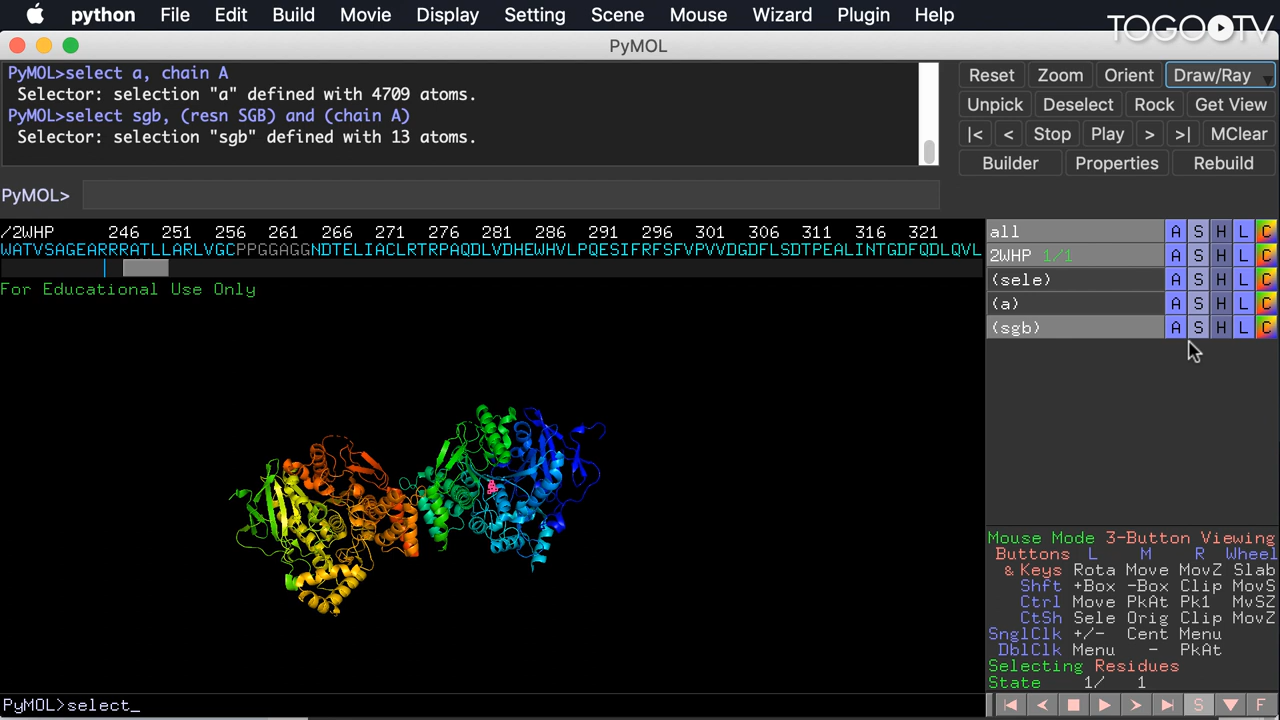 python File Edit Build Movie Display Setting Scene Mouse Wizard Plugin Help
TOGO TV
PyMOL
PyMOL>select a, chain A
Selector: selection "a" defined with 4709 atoms.
PyMOL>select sgb, (resn SGB) and (chain A)
Selector: selection "sgb" defined with 13 atoms.
PyMOL>
Reset Zoom Orient Draw/Ray
Unpick Deselect Rock Get View
|< < Stop Play > >| MClear
Builder Properties Rebuild
/2WHP 246 251 256 261 266 271 276 281 286 291 296 301 306 311 316 321
WATVSAGEARRRATLLARLVGCPPGGAGGNDTELIACLRTRPAQDLVDHEWHVLPQESIFRFSFVPVVDGDFLSDTPEALINTGDFQDLQVL
For Educational Use Only
all A S H L C
2WHP 1/1 A S H L C
(sele) A S H L C
(a) A S H L C
(sgb) A S H L C
Mouse Mode 3-Button Viewing
Buttons L M R Wheel
& Keys Rota Move MovZ Slab
Shft +Box -Box Clip MovS
Ctrl Move PkAt Pk1 MvSZ
CtSh Sele Orig Clip MovZ
SnglClk +/- Cent Menu
DblClk Menu - PkAt
Selecting Residues
State 1/ 1
PyMOL>select_
S F